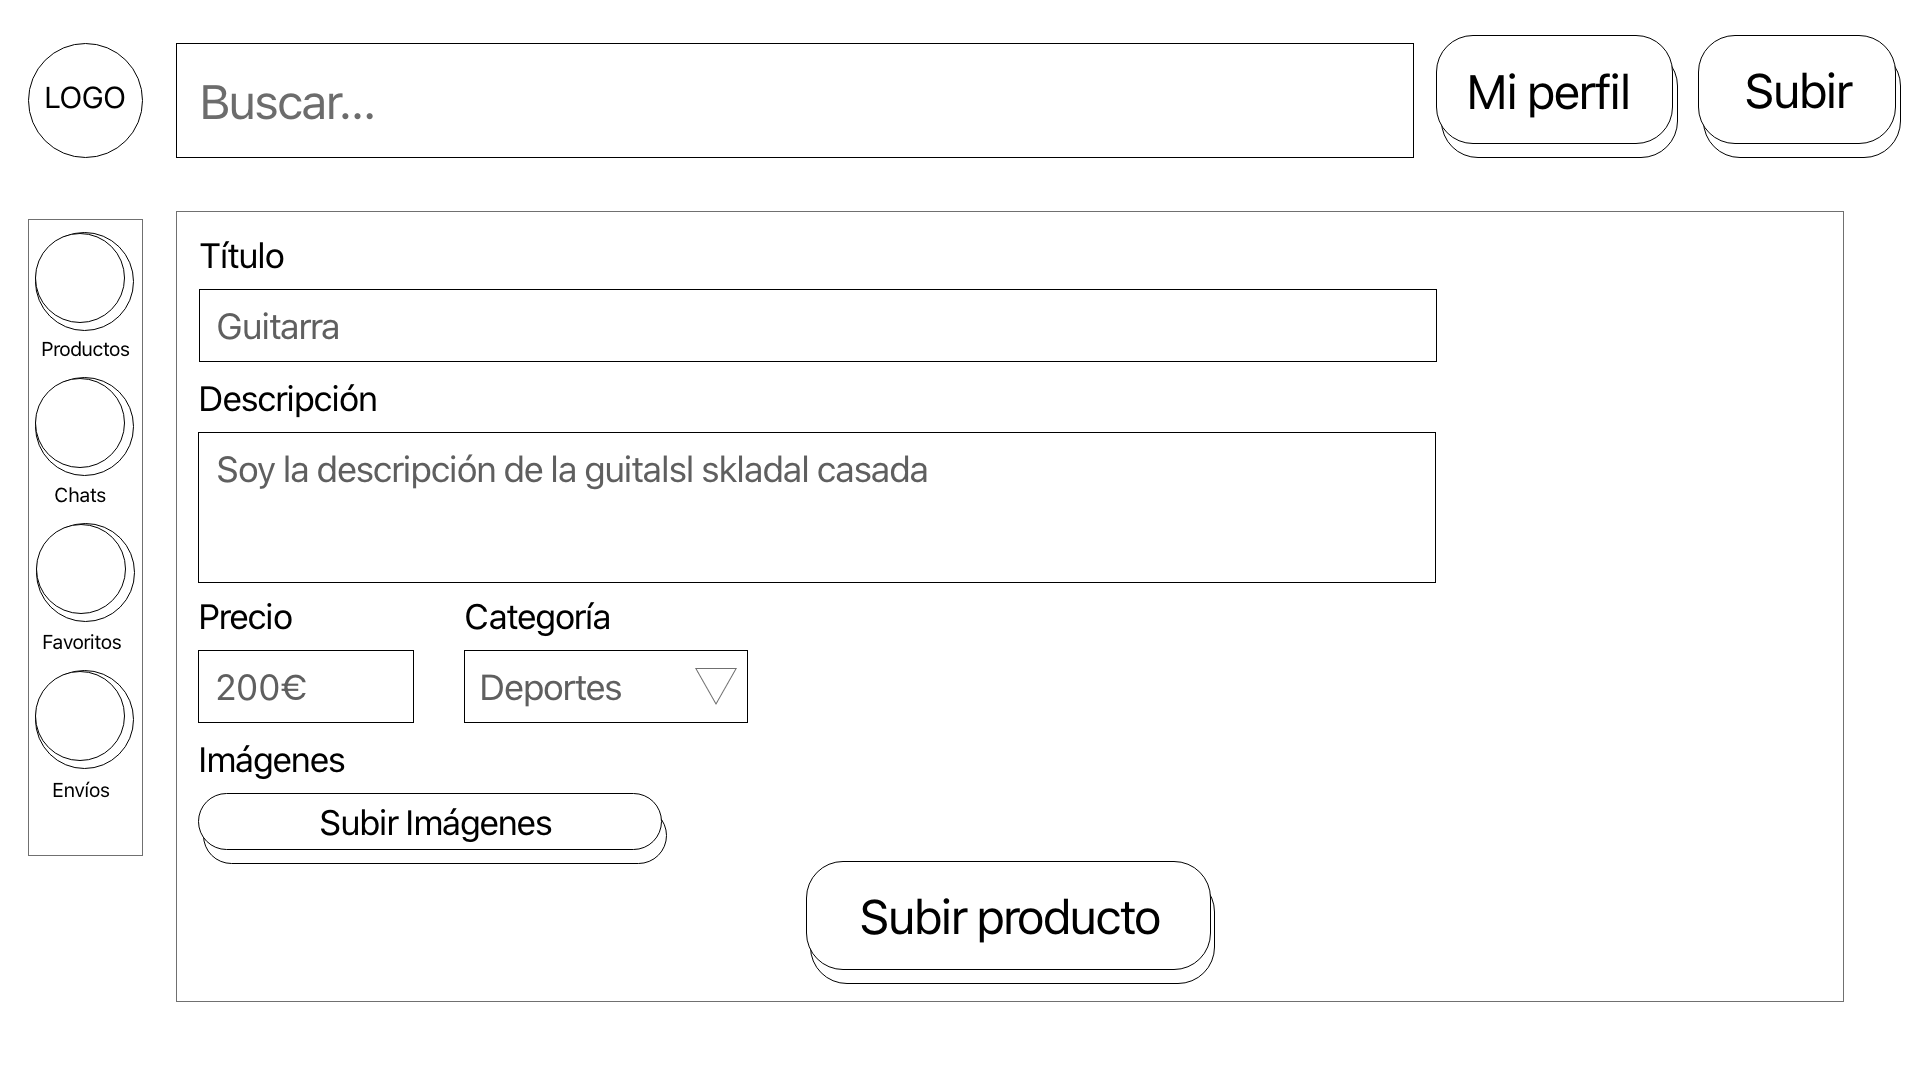 LOGO
Buscar...
Mi perfil
Subir
Productos
Chats
Favoritos
Envíos
Título
Guitarra
Descripción
Soy la descripción de la guitalsl skladal casada
Precio
Categoría
200€
Deportes
Imágenes
Subir Imágenes
Subir producto